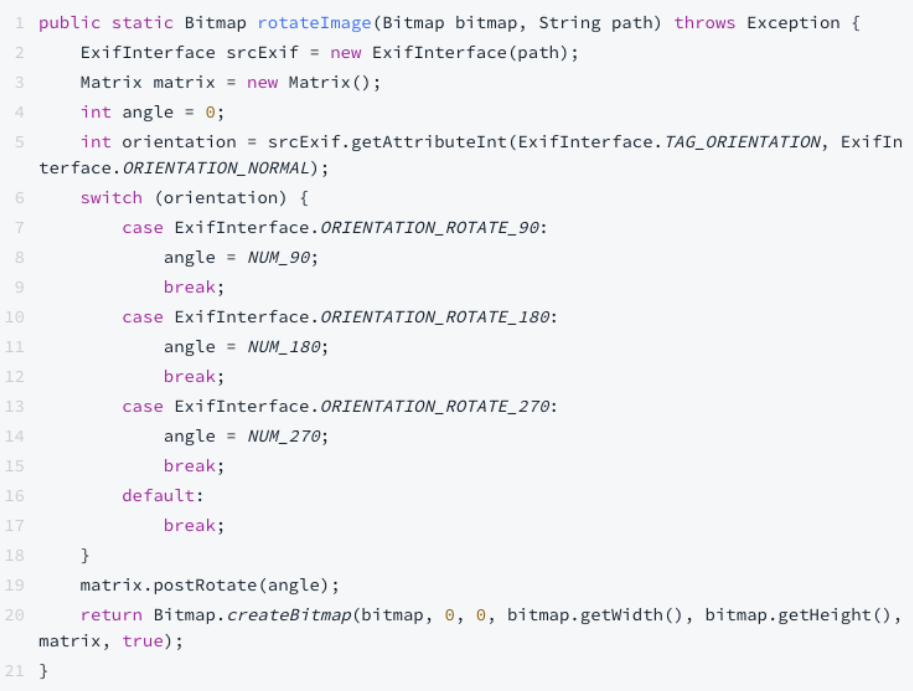 1 public static Bitmap rotateImage(Bitmap bitmap, String path) throws Exception {
2     ExifInterface srcExif = new ExifInterface(path);
3     Matrix matrix = new Matrix();
4     int angle = 0;
5     int orientation = srcExif.getAttributeInt(ExifInterface.TAG_ORIENTATION, ExifIn
terface.ORIENTATION_NORMAL);
6     switch (orientation) {
7         case ExifInterface.ORIENTATION_ROTATE_90:
8             angle = NUM_90;
9             break;
10         case ExifInterface.ORIENTATION_ROTATE_180:
11             angle = NUM_180;
12             break;
13         case ExifInterface.ORIENTATION_ROTATE_270:
14             angle = NUM_270;
15             break;
16         default:
17             break;
18     }
19     matrix.postRotate(angle);
20     return Bitmap.createBitmap(bitmap, 0, 0, bitmap.getWidth(), bitmap.getHeight(),
matrix, true);
21 }